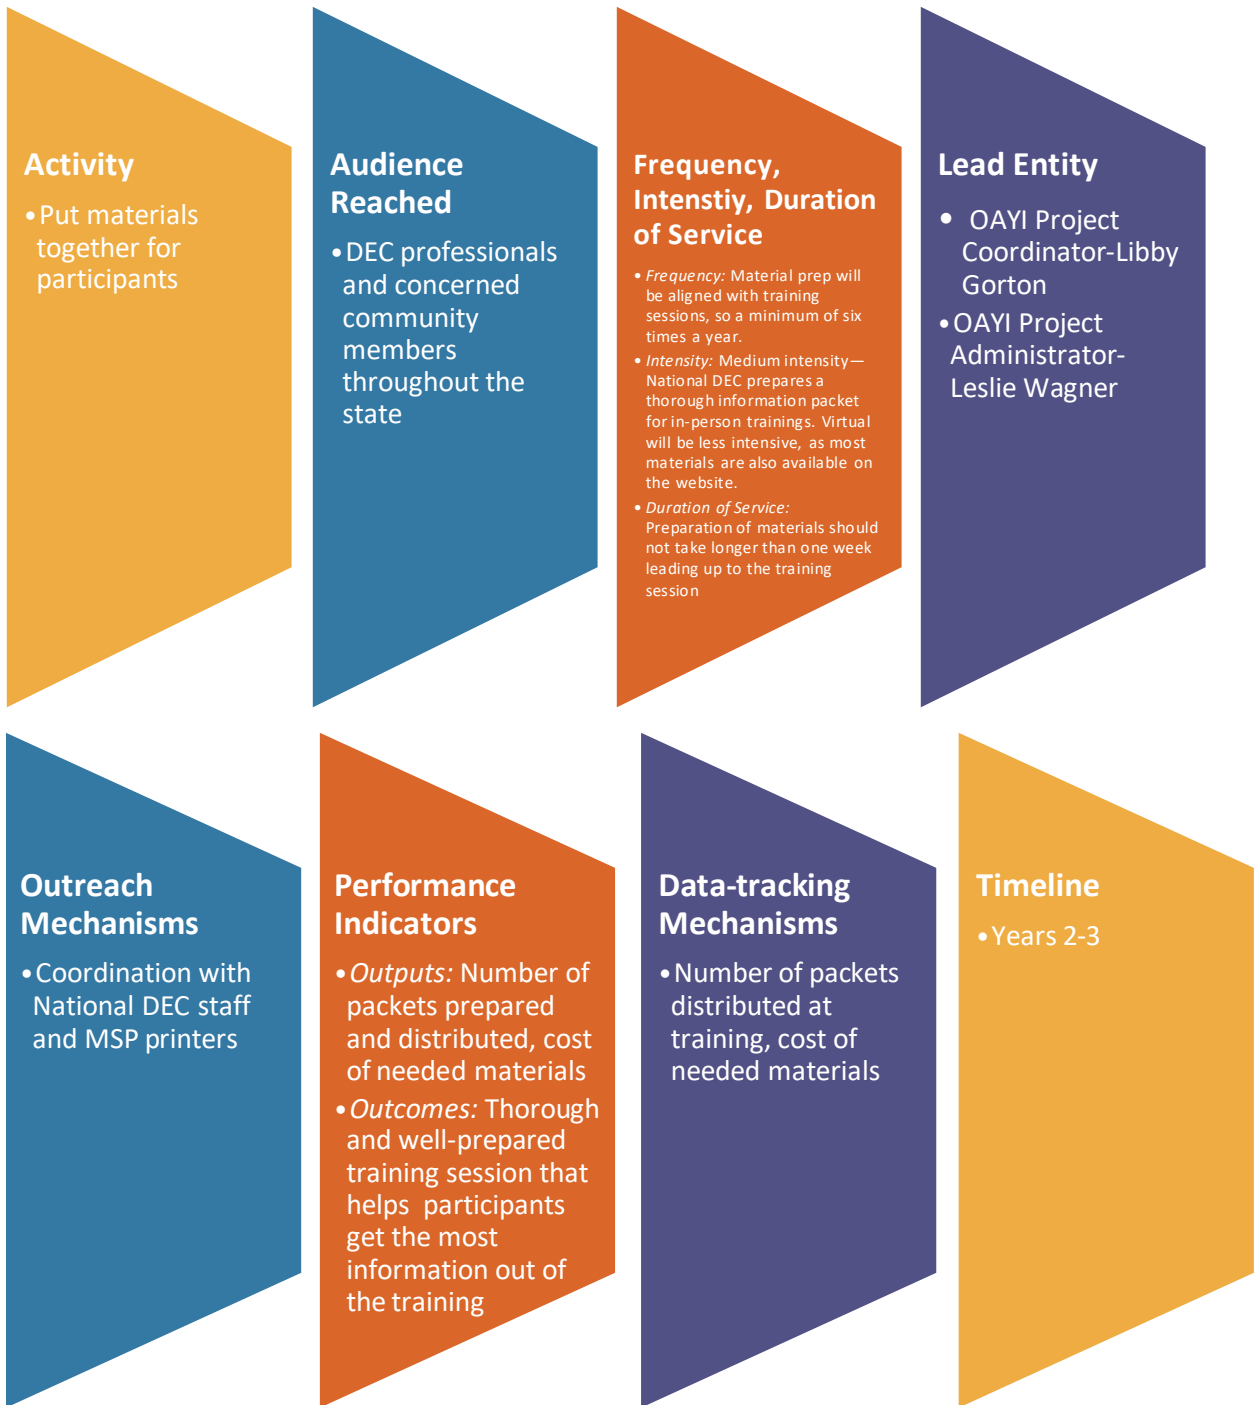 Activity
•Put materials
together for
participants
Audience
Reached
•DEC professionals
and concerned
community
members
throughout the
state
Frequency,
Intenstiy, Duration
of Service
• Frequency: Material prep will
be aligned with training
sessions, so a minimum of six
times a year.
• Intensity: Medium intensity—
National DEC prepares a
thorough information packet
for in-person trainings. Virtual
will be less intensive, as most
materials are also available on
the website.
• Duration of Service:
Preparation of materials should
not take longer than one week
leading up to the training
session
Lead Entity
• OAYI Project
Coordinator-Libby
Gorton
•OAYI Project
Administrator-
Leslie Wagner
Outreach
Mechanisms
•Coordination with
National DEC staff
and MSP printers
Performance
Indicators
•Outputs: Number of
packets prepared
and distributed, cost
of needed materials
•Outcomes: Thorough
and well-prepared
training session that
helps participants
get the most
information out of
the training
Data-tracking
Mechanisms
•Number of packets
distributed at
training, cost of
needed materials
Timeline
•Years 2-3